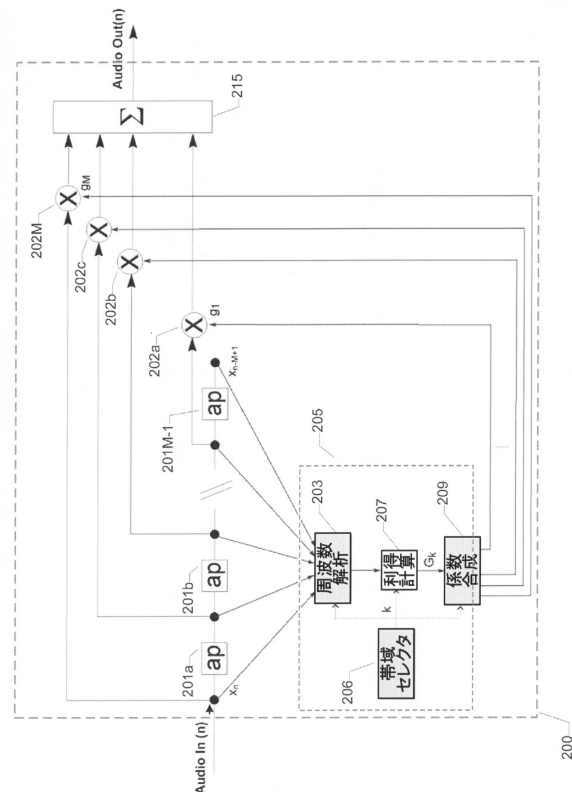 Audio In (n)
xn
201a
ap
201b
ap
201M-1
ap
xn-M+1
202a
X
g1
202b
X
202c
X
202M
X
gM
Σ
215
Audio Out(n)
205
203
周波数
解析
207
利得
計算
Gk
209
係数
合成
k
帯域
セレクタ
206
200